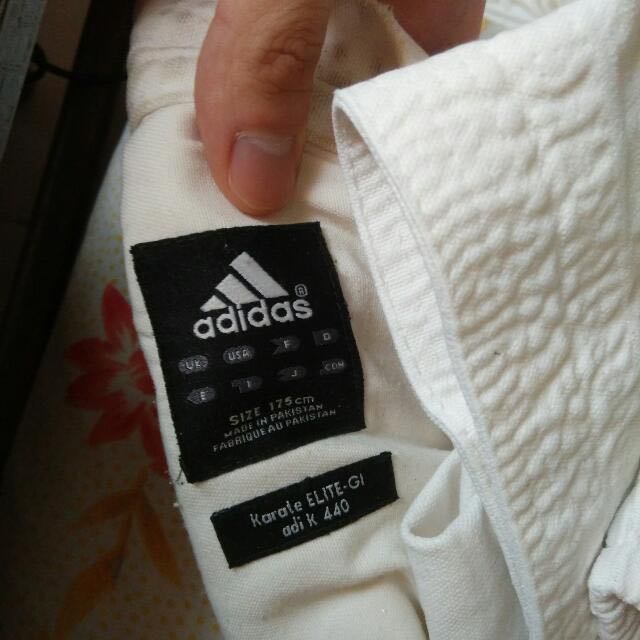 adidas®
UK USA F D
E I J COM
SIZE 175cm
MADE IN PAKISTAN
FABRIQUE AU PAKISTAN
Karate ELITE-GI
adi K 440